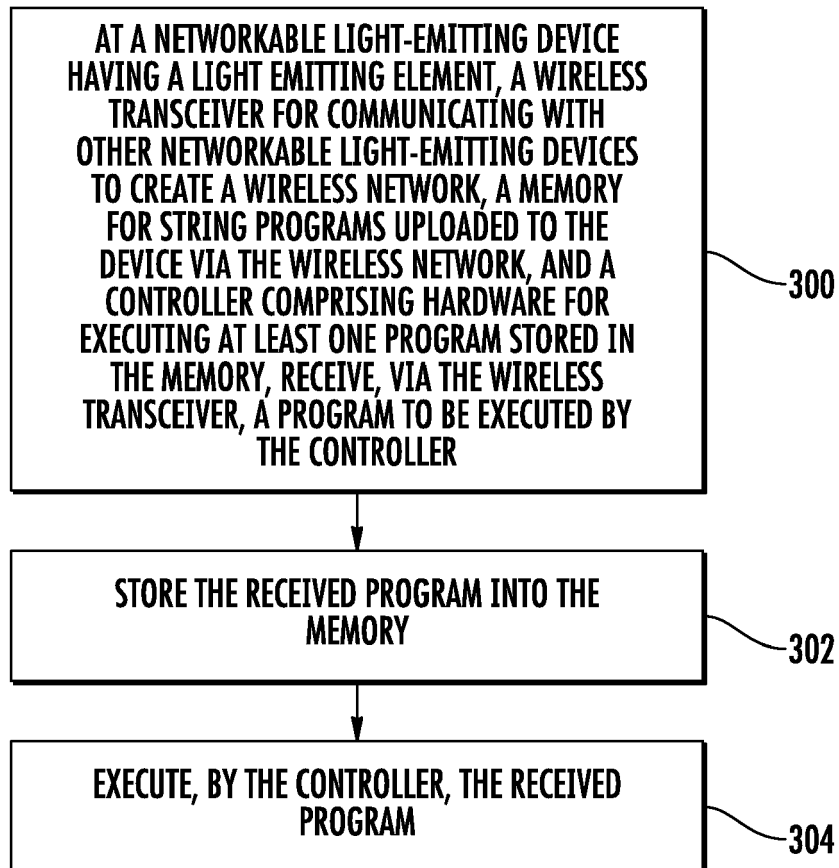 AT A NETWORKABLE LIGHT-EMITTING DEVICE
HAVING A LIGHT EMITTING ELEMENT, A WIRELESS
TRANSCEIVER FOR COMMUNICATING WITH
OTHER NETWORKABLE LIGHT-EMITTING DEVICES
TO CREATE A WIRELESS NETWORK, A MEMORY
FOR STRING PROGRAMS UPLOADED TO THE
DEVICE VIA THE WIRELESS NETWORK, AND A
CONTROLLER COMPRISING HARDWARE FOR
EXECUTING AT LEAST ONE PROGRAM STORED IN
THE MEMORY, RECEIVE, VIA THE WIRELESS
TRANSCEIVER, A PROGRAM TO BE EXECUTED BY
THE CONTROLLER
300
STORE THE RECEIVED PROGRAM INTO THE
MEMORY
302
EXECUTE, BY THE CONTROLLER, THE RECEIVED
PROGRAM
304